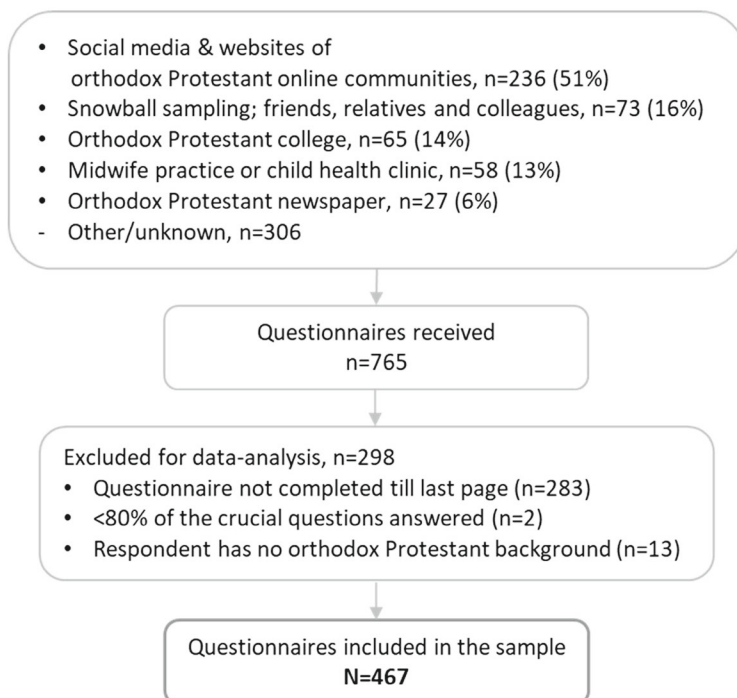 • Social media & websites of
orthodox Protestant online communities, n=236 (51%)
• Snowball sampling; friends, relatives and colleagues, n=73 (16%)
• Orthodox Protestant college, n=65 (14%)
• Midwife practice or child health clinic, n=58 (13%)
• Orthodox Protestant newspaper, n=27 (6%)
- Other/unknown, n=306
Questionnaires received
n=765
Excluded for data-analysis, n=298
• Questionnaire not completed till last page (n=283)
• <80% of the crucial questions answered (n=2)
• Respondent has no orthodox Protestant background (n=13)
Questionnaires included in the sample
N=467